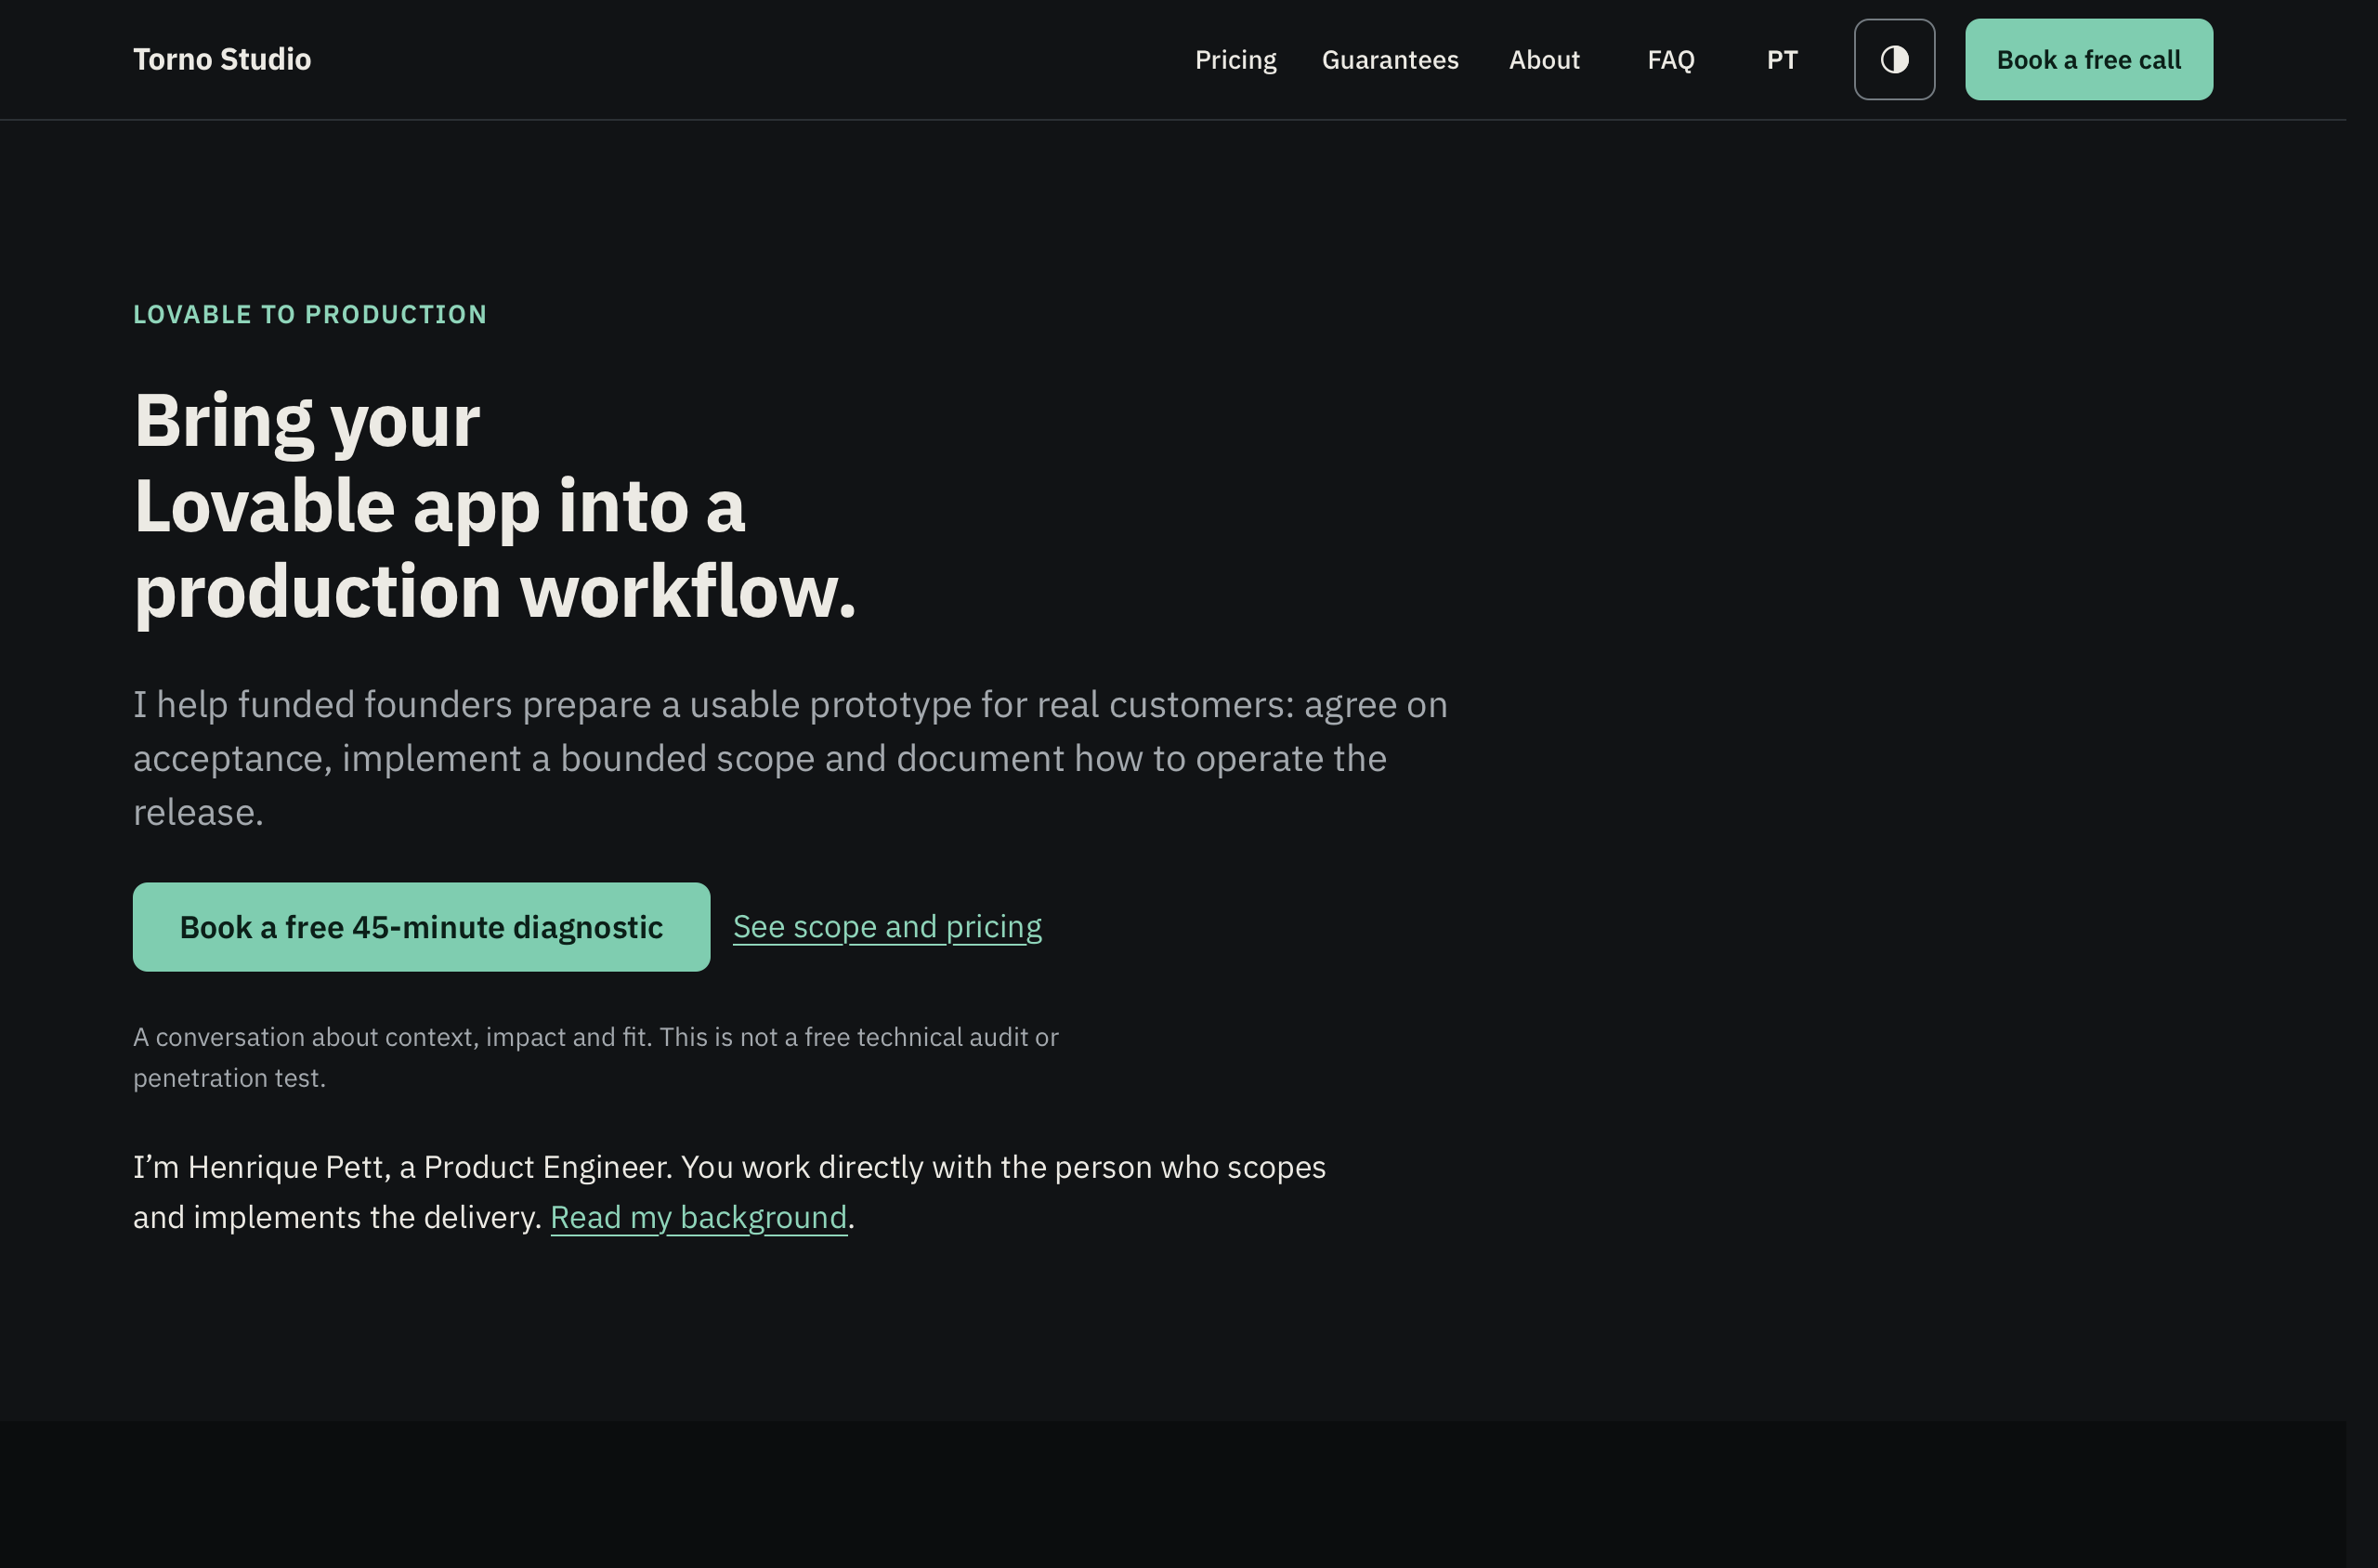 Torno Studio
Pricing
Guarantees
About
FAQ
PT
Book a free call
LOVABLE TO PRODUCTION
Bring your
Lovable app into a
production workflow.
I help funded founders prepare a usable prototype for real customers: agree on
acceptance, implement a bounded scope and document how to operate the
release.
Book a free 45-minute diagnostic
See scope and pricing
A conversation about context, impact and fit. This is not a free technical audit or
penetration test.
I’m Henrique Pett, a Product Engineer. You work directly with the person who scopes
and implements the delivery. Read my background.